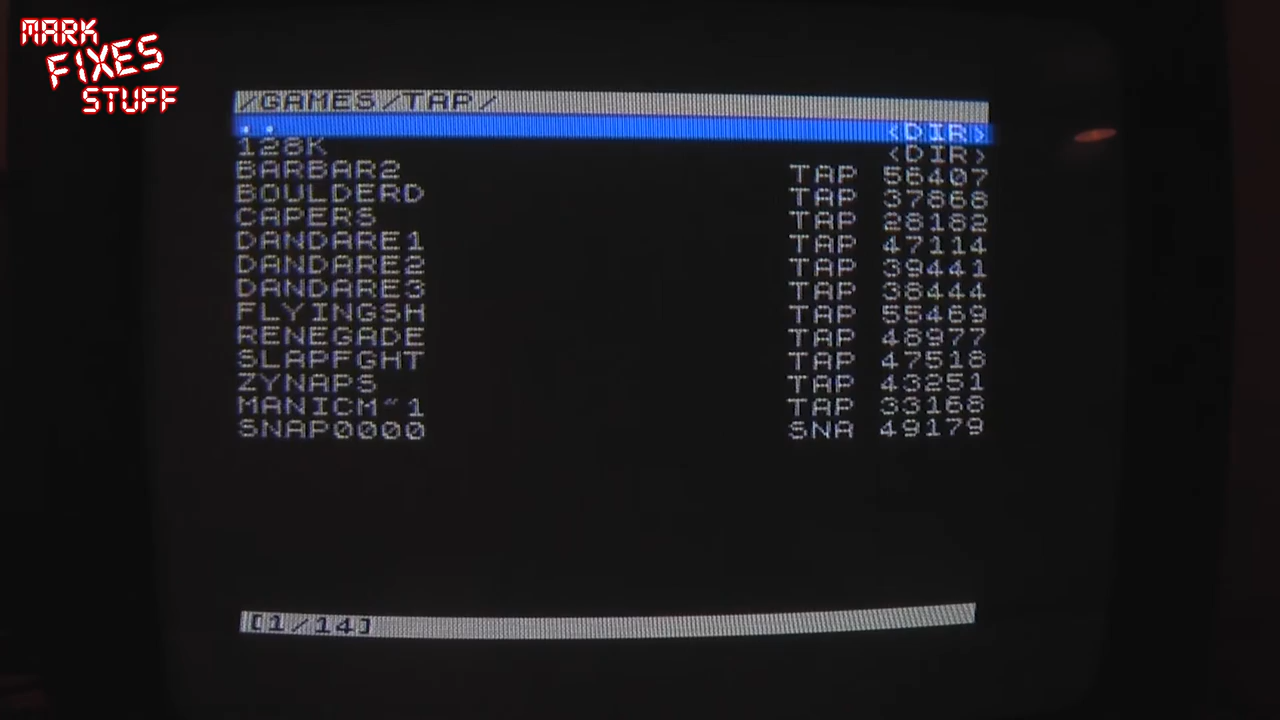 MARK
FIXES
STUFF
/GAMES/TAP/
.. <DIR>
128K <DIR>
BARBAR2 TAP 56407
BOULDERD TAP 37868
CAPERS TAP 28182
DANDARE1 TAP 47114
DANDARE2 TAP 39441
DANDARE3 TAP 38444
FLYINGSH TAP 55469
RENEGADE TAP 48977
SLAPFGHT TAP 47518
ZYNAPS TAP 43251
MANICM~1 TAP 33168
SNAP0000 SNA 49179
[1/14]